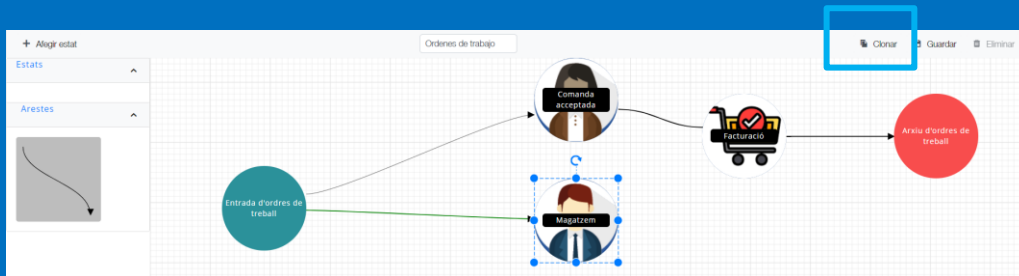 + Afegir estat
Ordenes de trabajo
Clonar
Guardar
Eliminar
Estats
Arestes
Comanda
acceptada
Facturació
Arxiu d'ordres de
treball
Entrada d'ordres de
treball
Magatzem